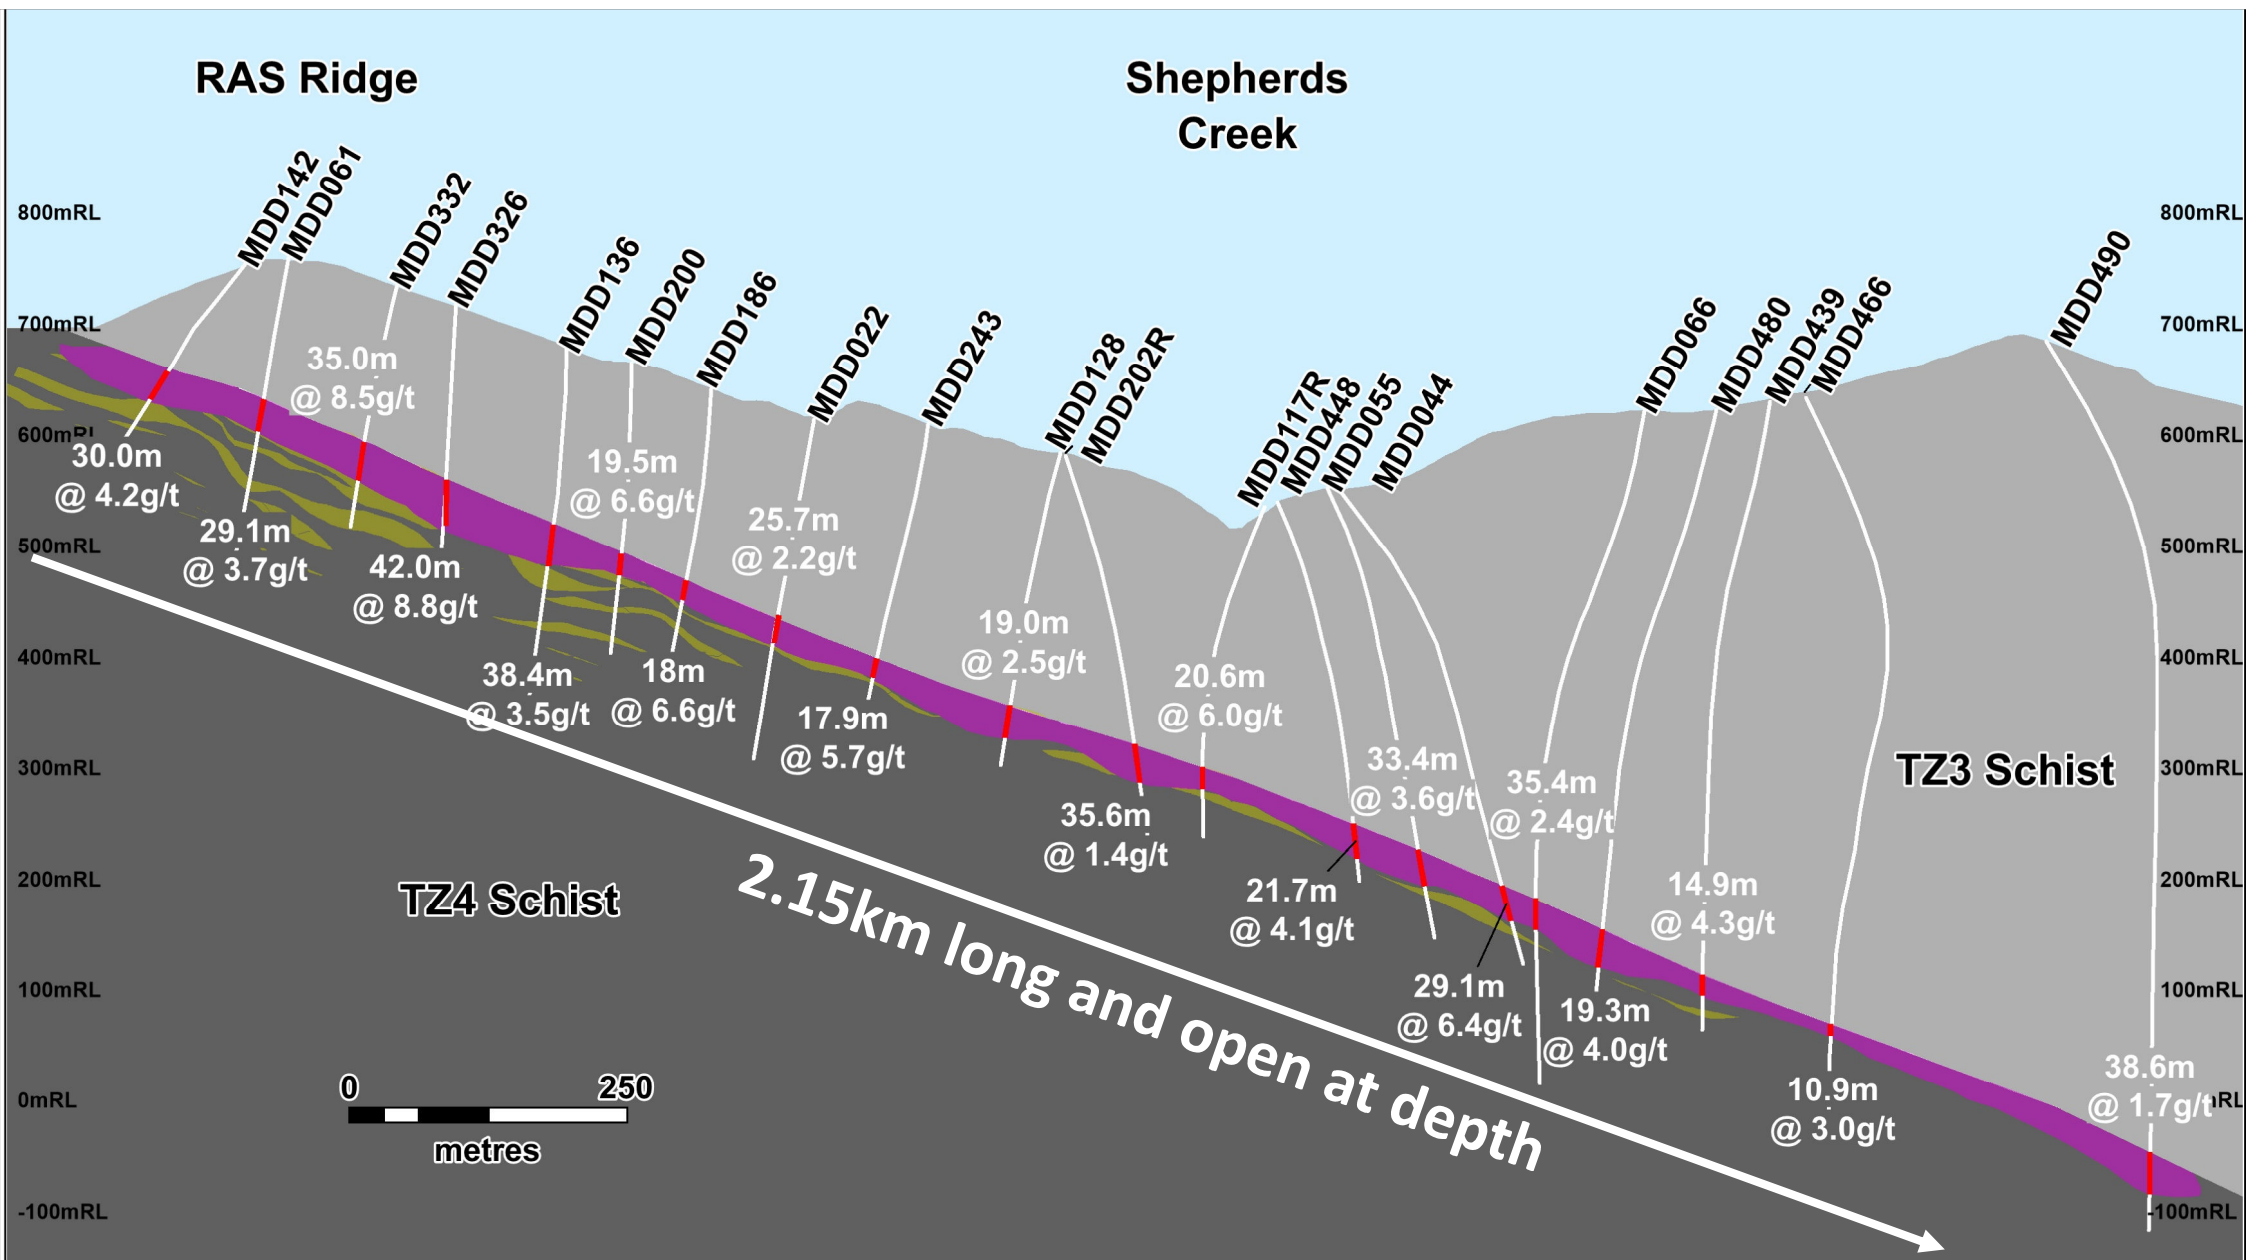 RAS Ridge
Shepherds
Creek
MDD142
MDD061
MDD332
MDD326
MDD136
MDD200
MDD186
MDD022
MDD243
MDD128
MDD202R
MDD117R
MDD448
MDD055
MDD044
MDD066
MDD480
MDD439
MDD466
MDD490
800mRL
700mRL
600mRL
500mRL
400mRL
300mRL
200mRL
100mRL
0mRL
-100mRL
800mRL
700mRL
600mRL
500mRL
400mRL
300mRL
200mRL
100mRL
-100mRL
30.0m
@ 4.2g/t
29.1m
@ 3.7g/t
35.0m
@ 8.5g/t
42.0m
@ 8.8g/t
38.4m
@ 3.5g/t
19.5m
@ 6.6g/t
18m
@ 6.6g/t
25.7m
@ 2.2g/t
17.9m
@ 5.7g/t
19.0m
@ 2.5g/t
35.6m
@ 1.4g/t
20.6m
@ 6.0g/t
21.7m
@ 4.1g/t
33.4m
@ 3.6g/t
29.1m
@ 6.4g/t
35.4m
@ 2.4g/t
19.3m
@ 4.0g/t
14.9m
@ 4.3g/t
10.9m
@ 3.0g/t
38.6m
@ 1.7g/t
TZ3 Schist
TZ4 Schist
2.15km long and open at depth
0 250
metres